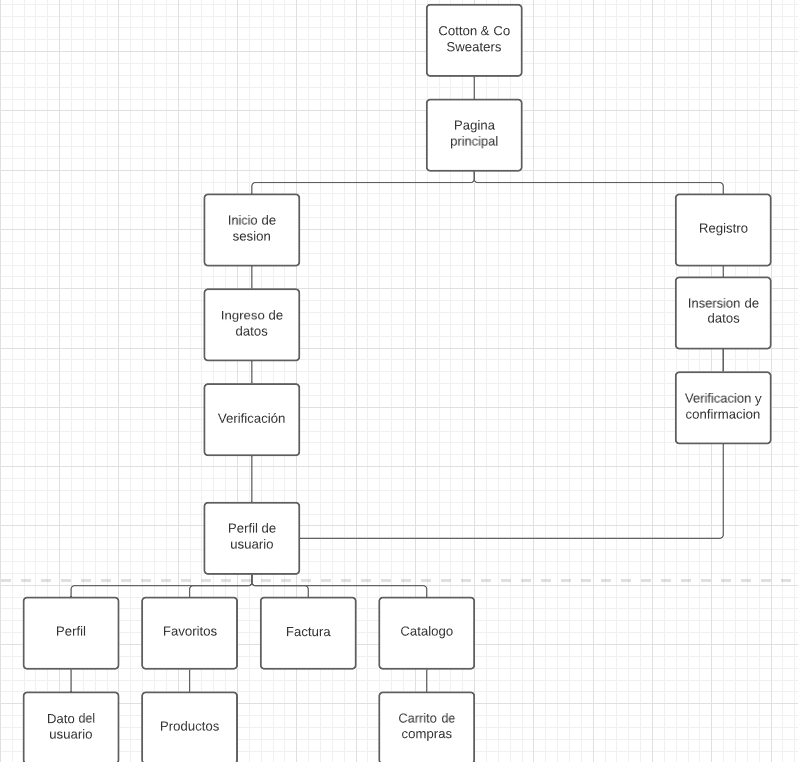 Cotton & Co
Sweaters
Pagina
principal
Inicio de
sesion
Registro
Ingreso de
datos
Insersion de
datos
Verificación
Verificacion y
confirmacion
Perfil de
usuario
Perfil
Favoritos
Factura
Catalogo
Dato del
usuario
Productos
Carrito de
compras